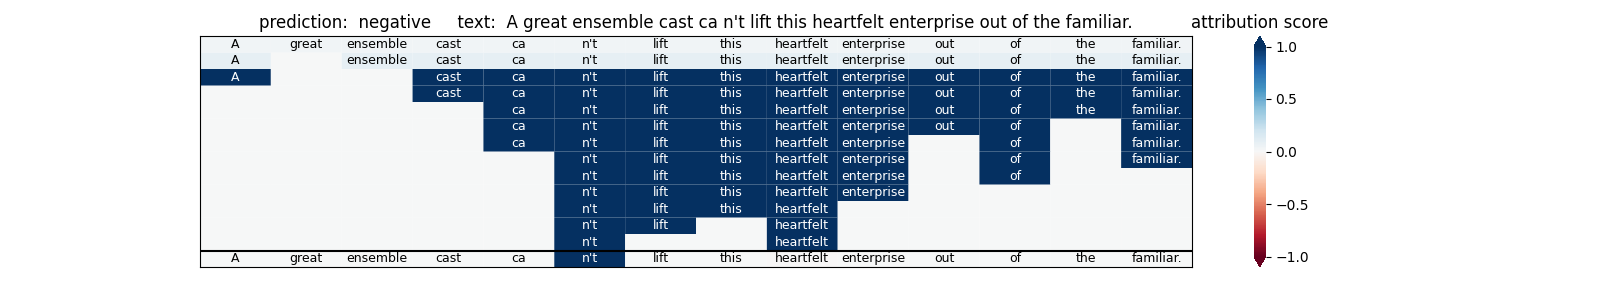 prediction: negative text: A great ensemble cast ca n't lift this heartfelt enterprise out of the familiar. attribution score
A great ensemble cast ca n't lift this heartfelt enterprise out of the familiar. 1.0
A ensemble cast ca n't lift this heartfelt enterprise out of the familiar.
A cast ca n't lift this heartfelt enterprise out of the familiar.
cast ca n't lift this heartfelt enterprise out of the familiar. 0.5
ca n't lift this heartfelt enterprise out of the familiar.
ca n't lift this heartfelt enterprise out of familiar.
ca n't lift this heartfelt enterprise of familiar.
n't lift this heartfelt enterprise of familiar. 0.0
n't lift this heartfelt enterprise of
n't lift this heartfelt enterprise
n't lift this heartfelt −0.5
n't lift heartfelt
n't heartfelt
A great ensemble cast ca n't lift this heartfelt enterprise out of the familiar. −1.0